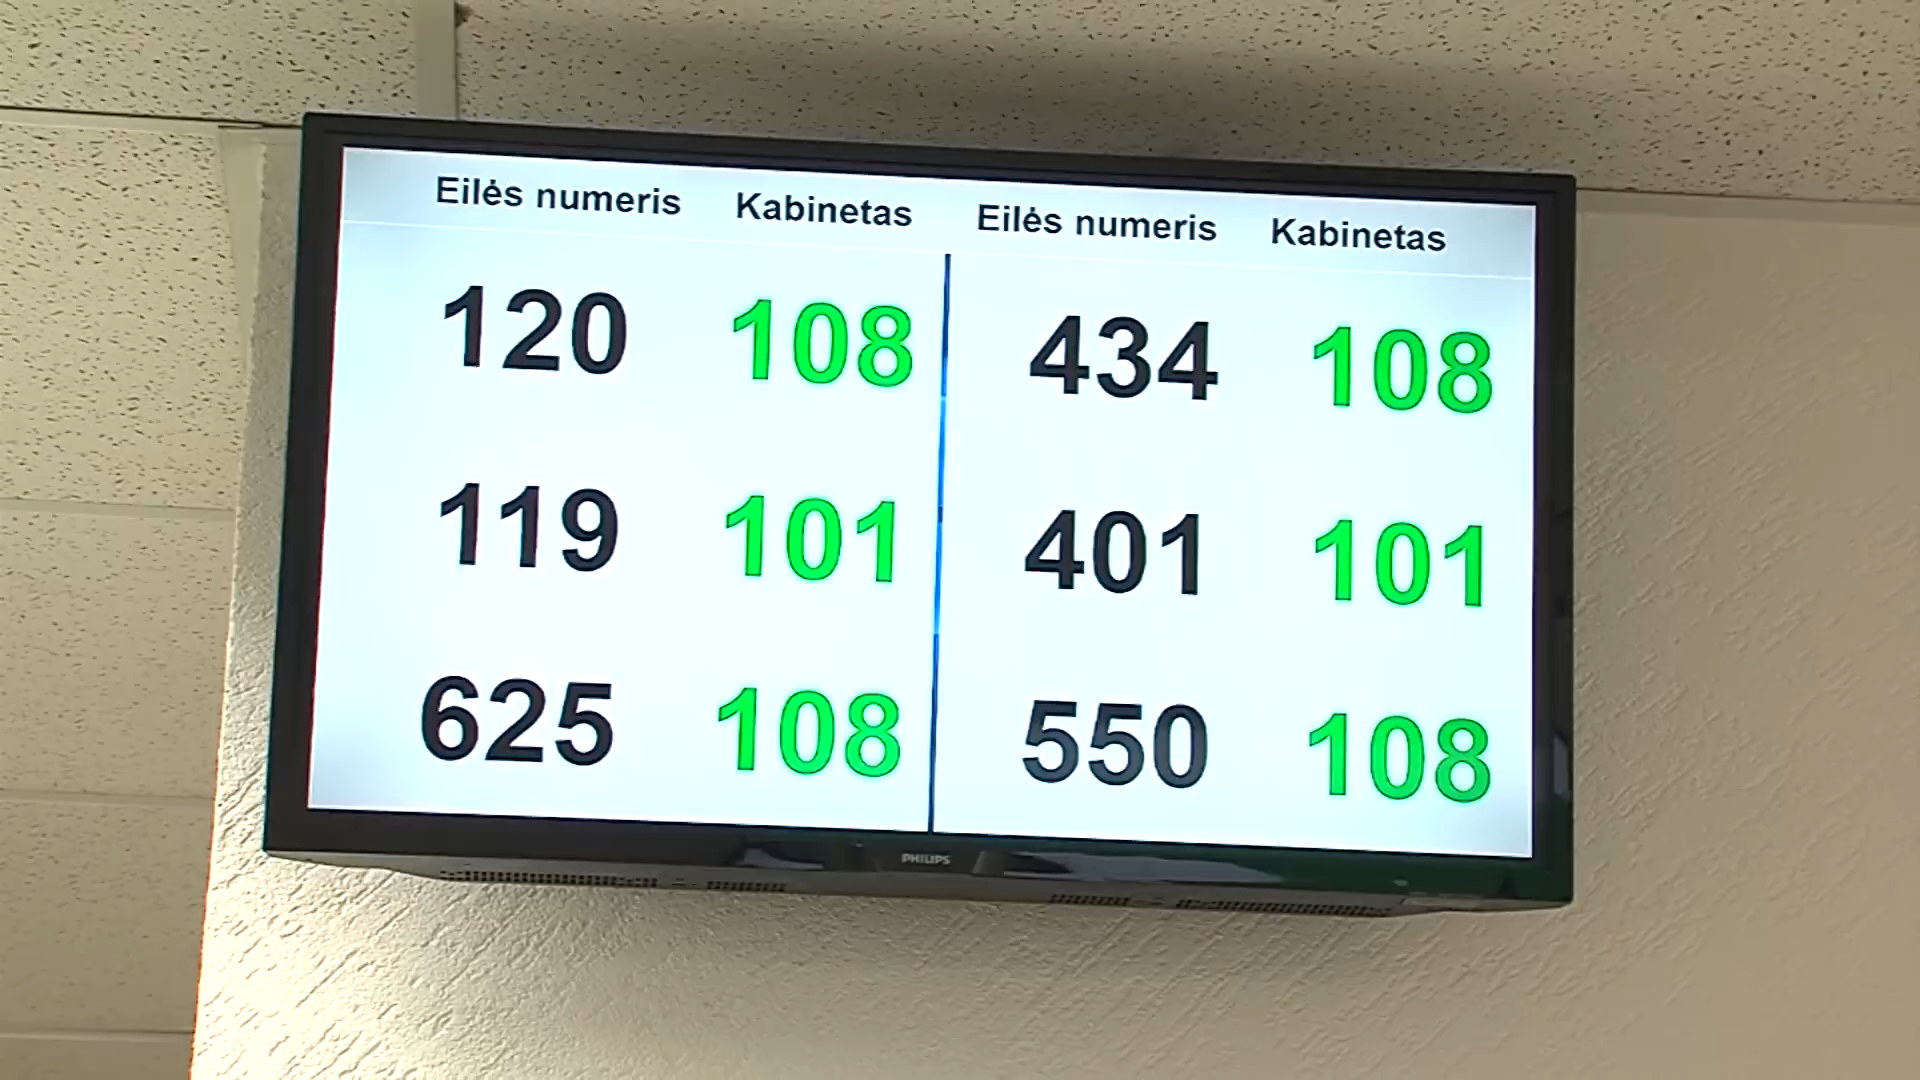 Eilės numeris Kabinetas Eilės numeris Kabinetas
120 108 434 108
119 101 401 101
625 108 550 108
PHILIPS